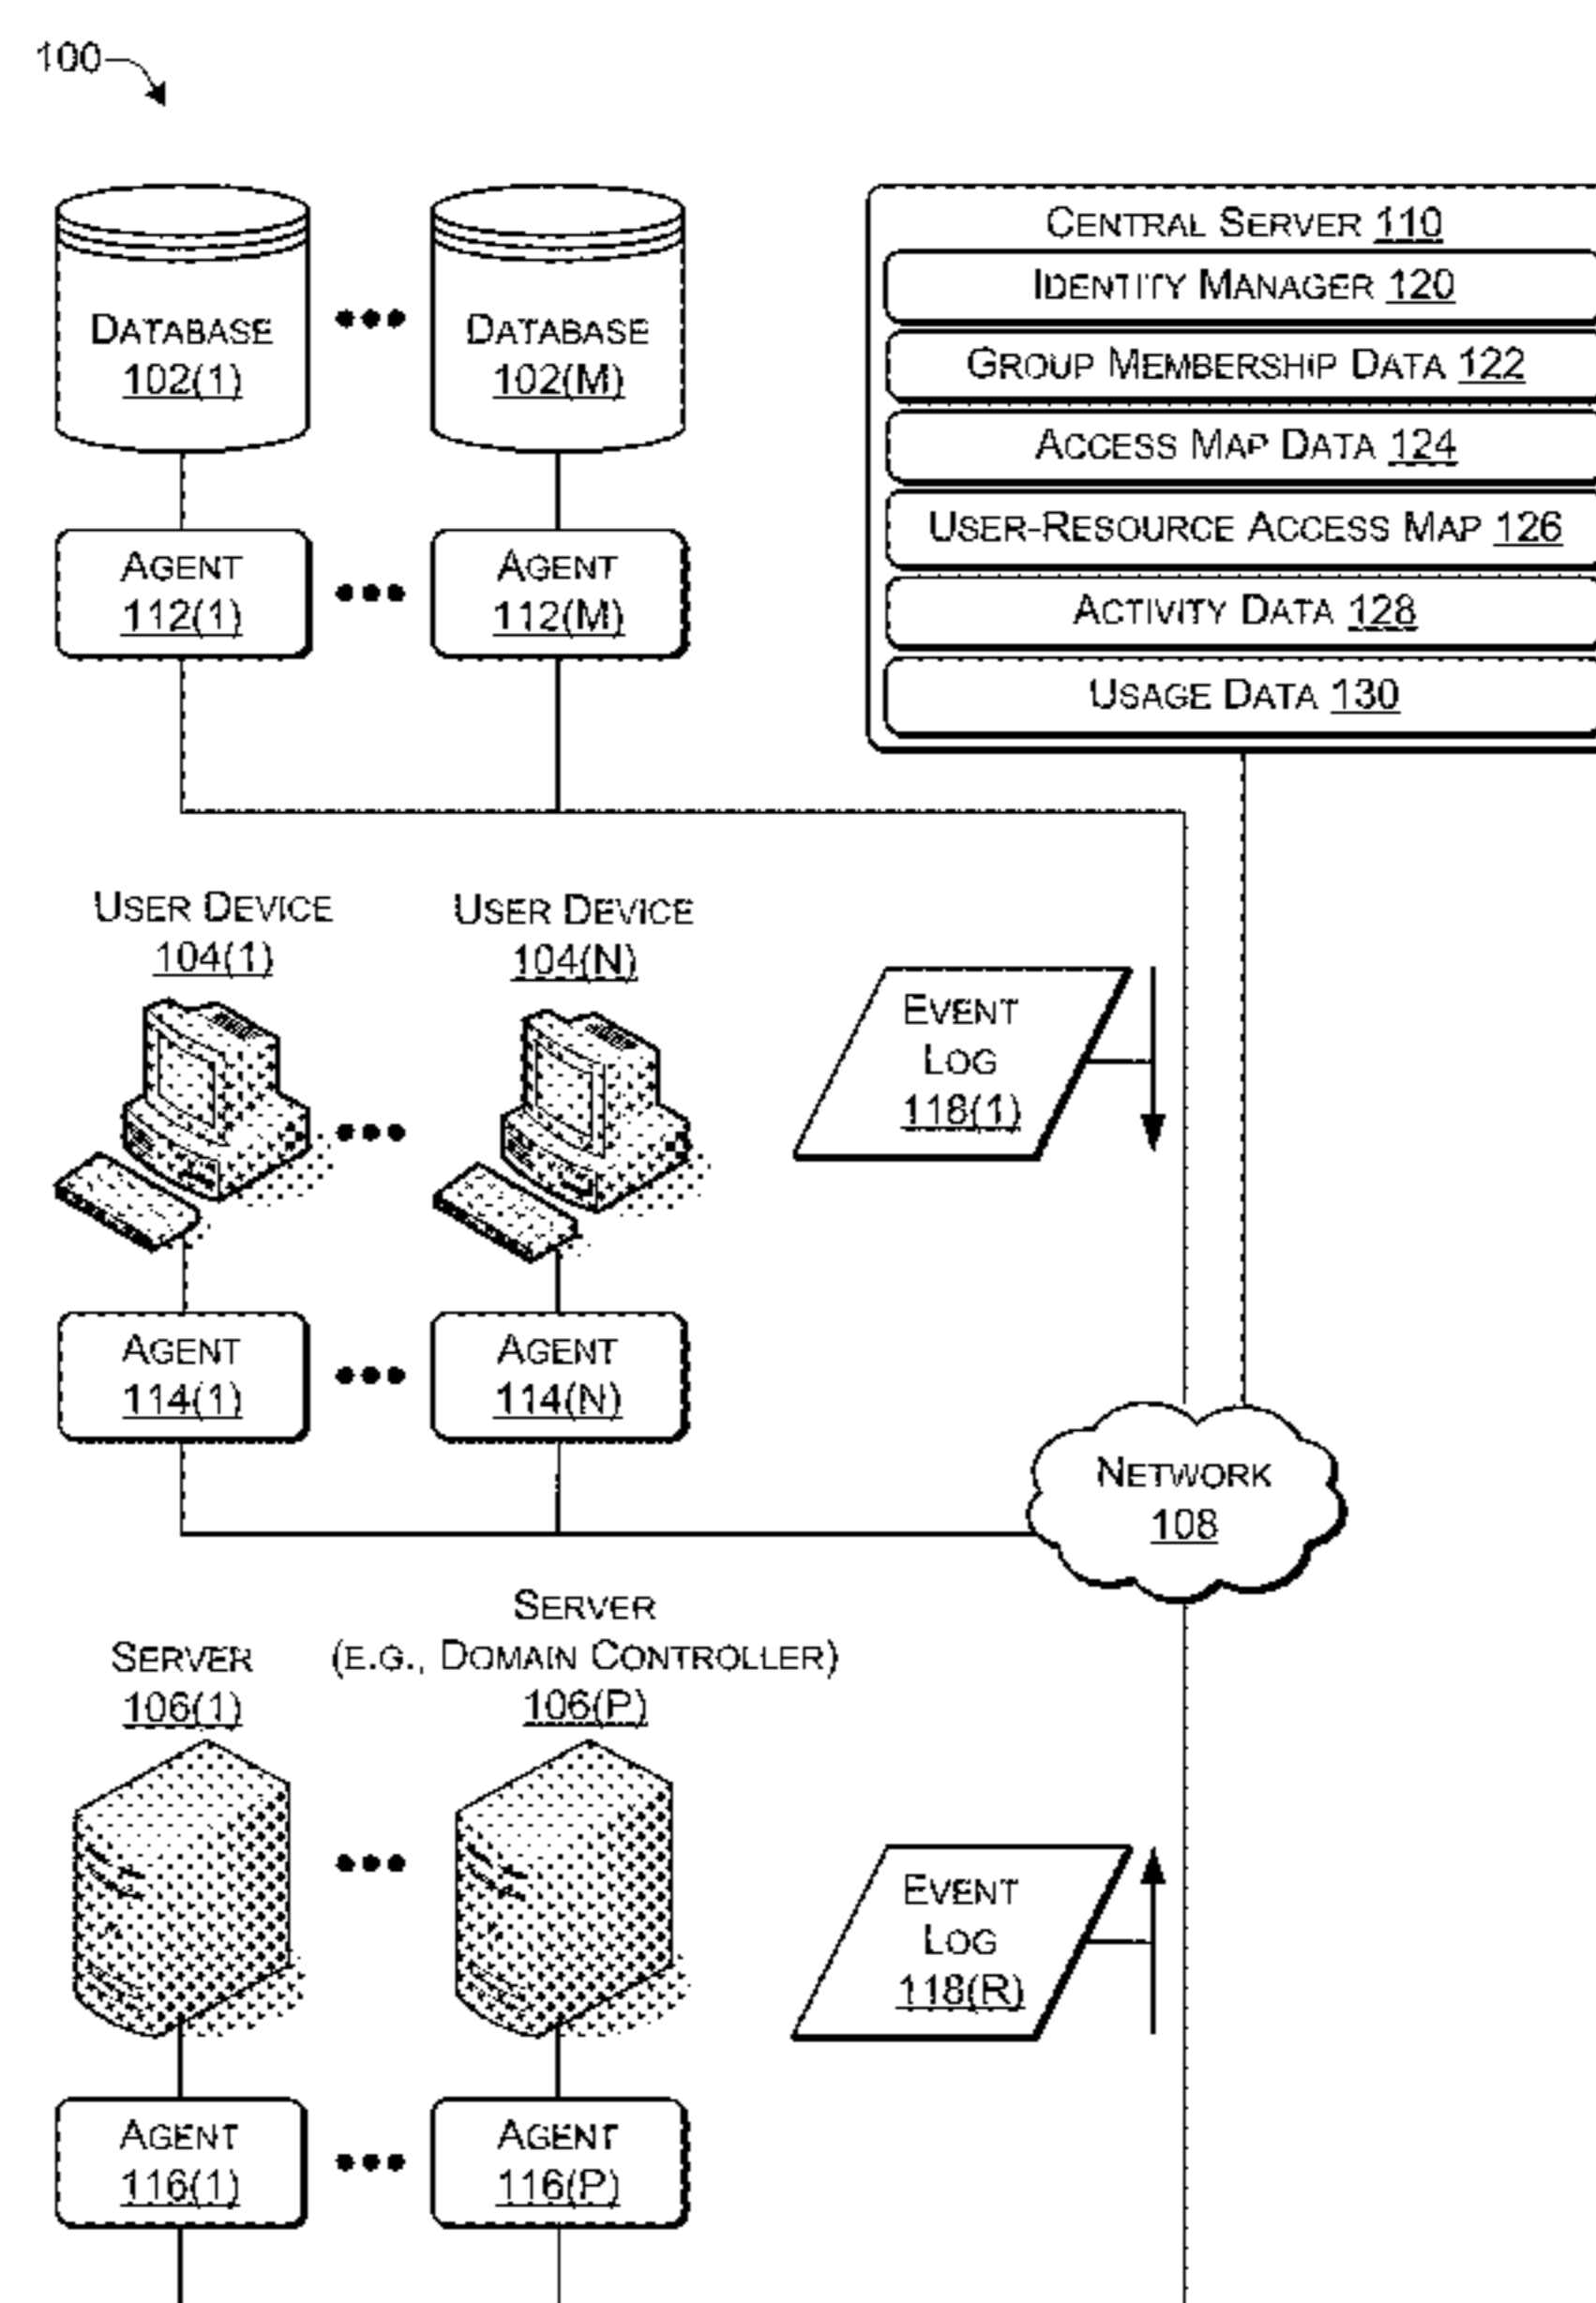 100
DATABASE
102(1)
DATABASE
102(M)
CENTRAL SERVER 110
IDENTITY MANAGER 120
GROUP MEMBERSHIP DATA 122
ACCESS MAP DATA 124
USER-RESOURCE ACCESS MAP 126
ACTIVITY DATA 128
USAGE DATA 130
AGENT
112(1)
AGENT
112(M)
USER DEVICE
104(1)
USER DEVICE
104(N)
EVENT
LOG
118(1)
AGENT
114(1)
AGENT
114(N)
NETWORK
108
SERVER
106(1)
SERVER
(E.G., DOMAIN CONTROLLER)
106(P)
EVENT
LOG
118(R)
AGENT
116(1)
AGENT
116(P)